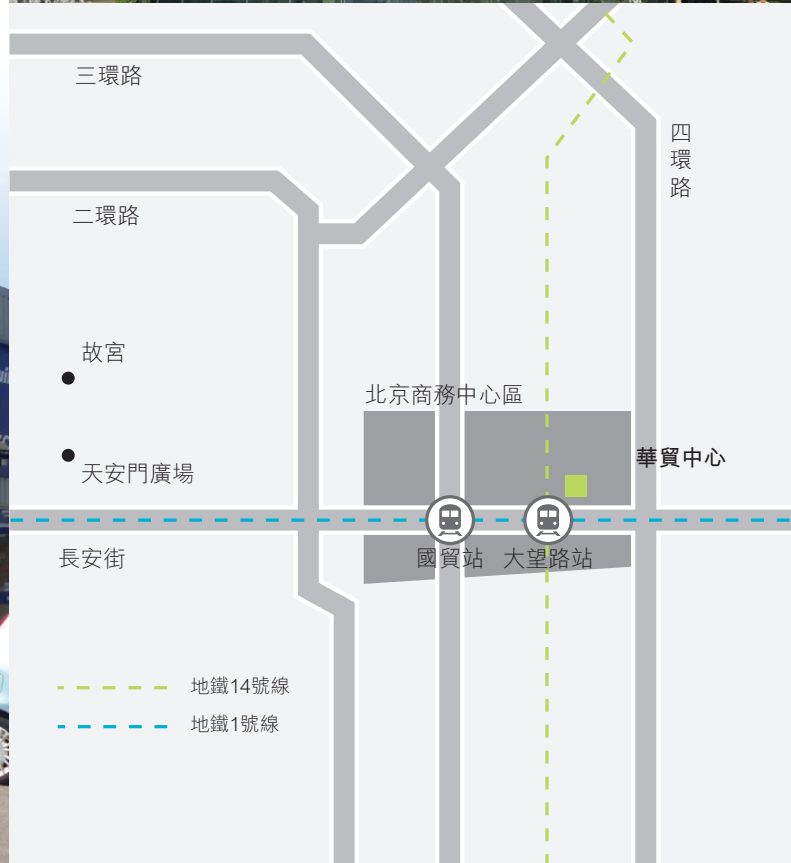 三環路
四環路
二環路
故宮
北京商務中心區
華貿中心
天安門廣場
長安街
國貿站
大望路站
地鐵14號線
地鐵1號線